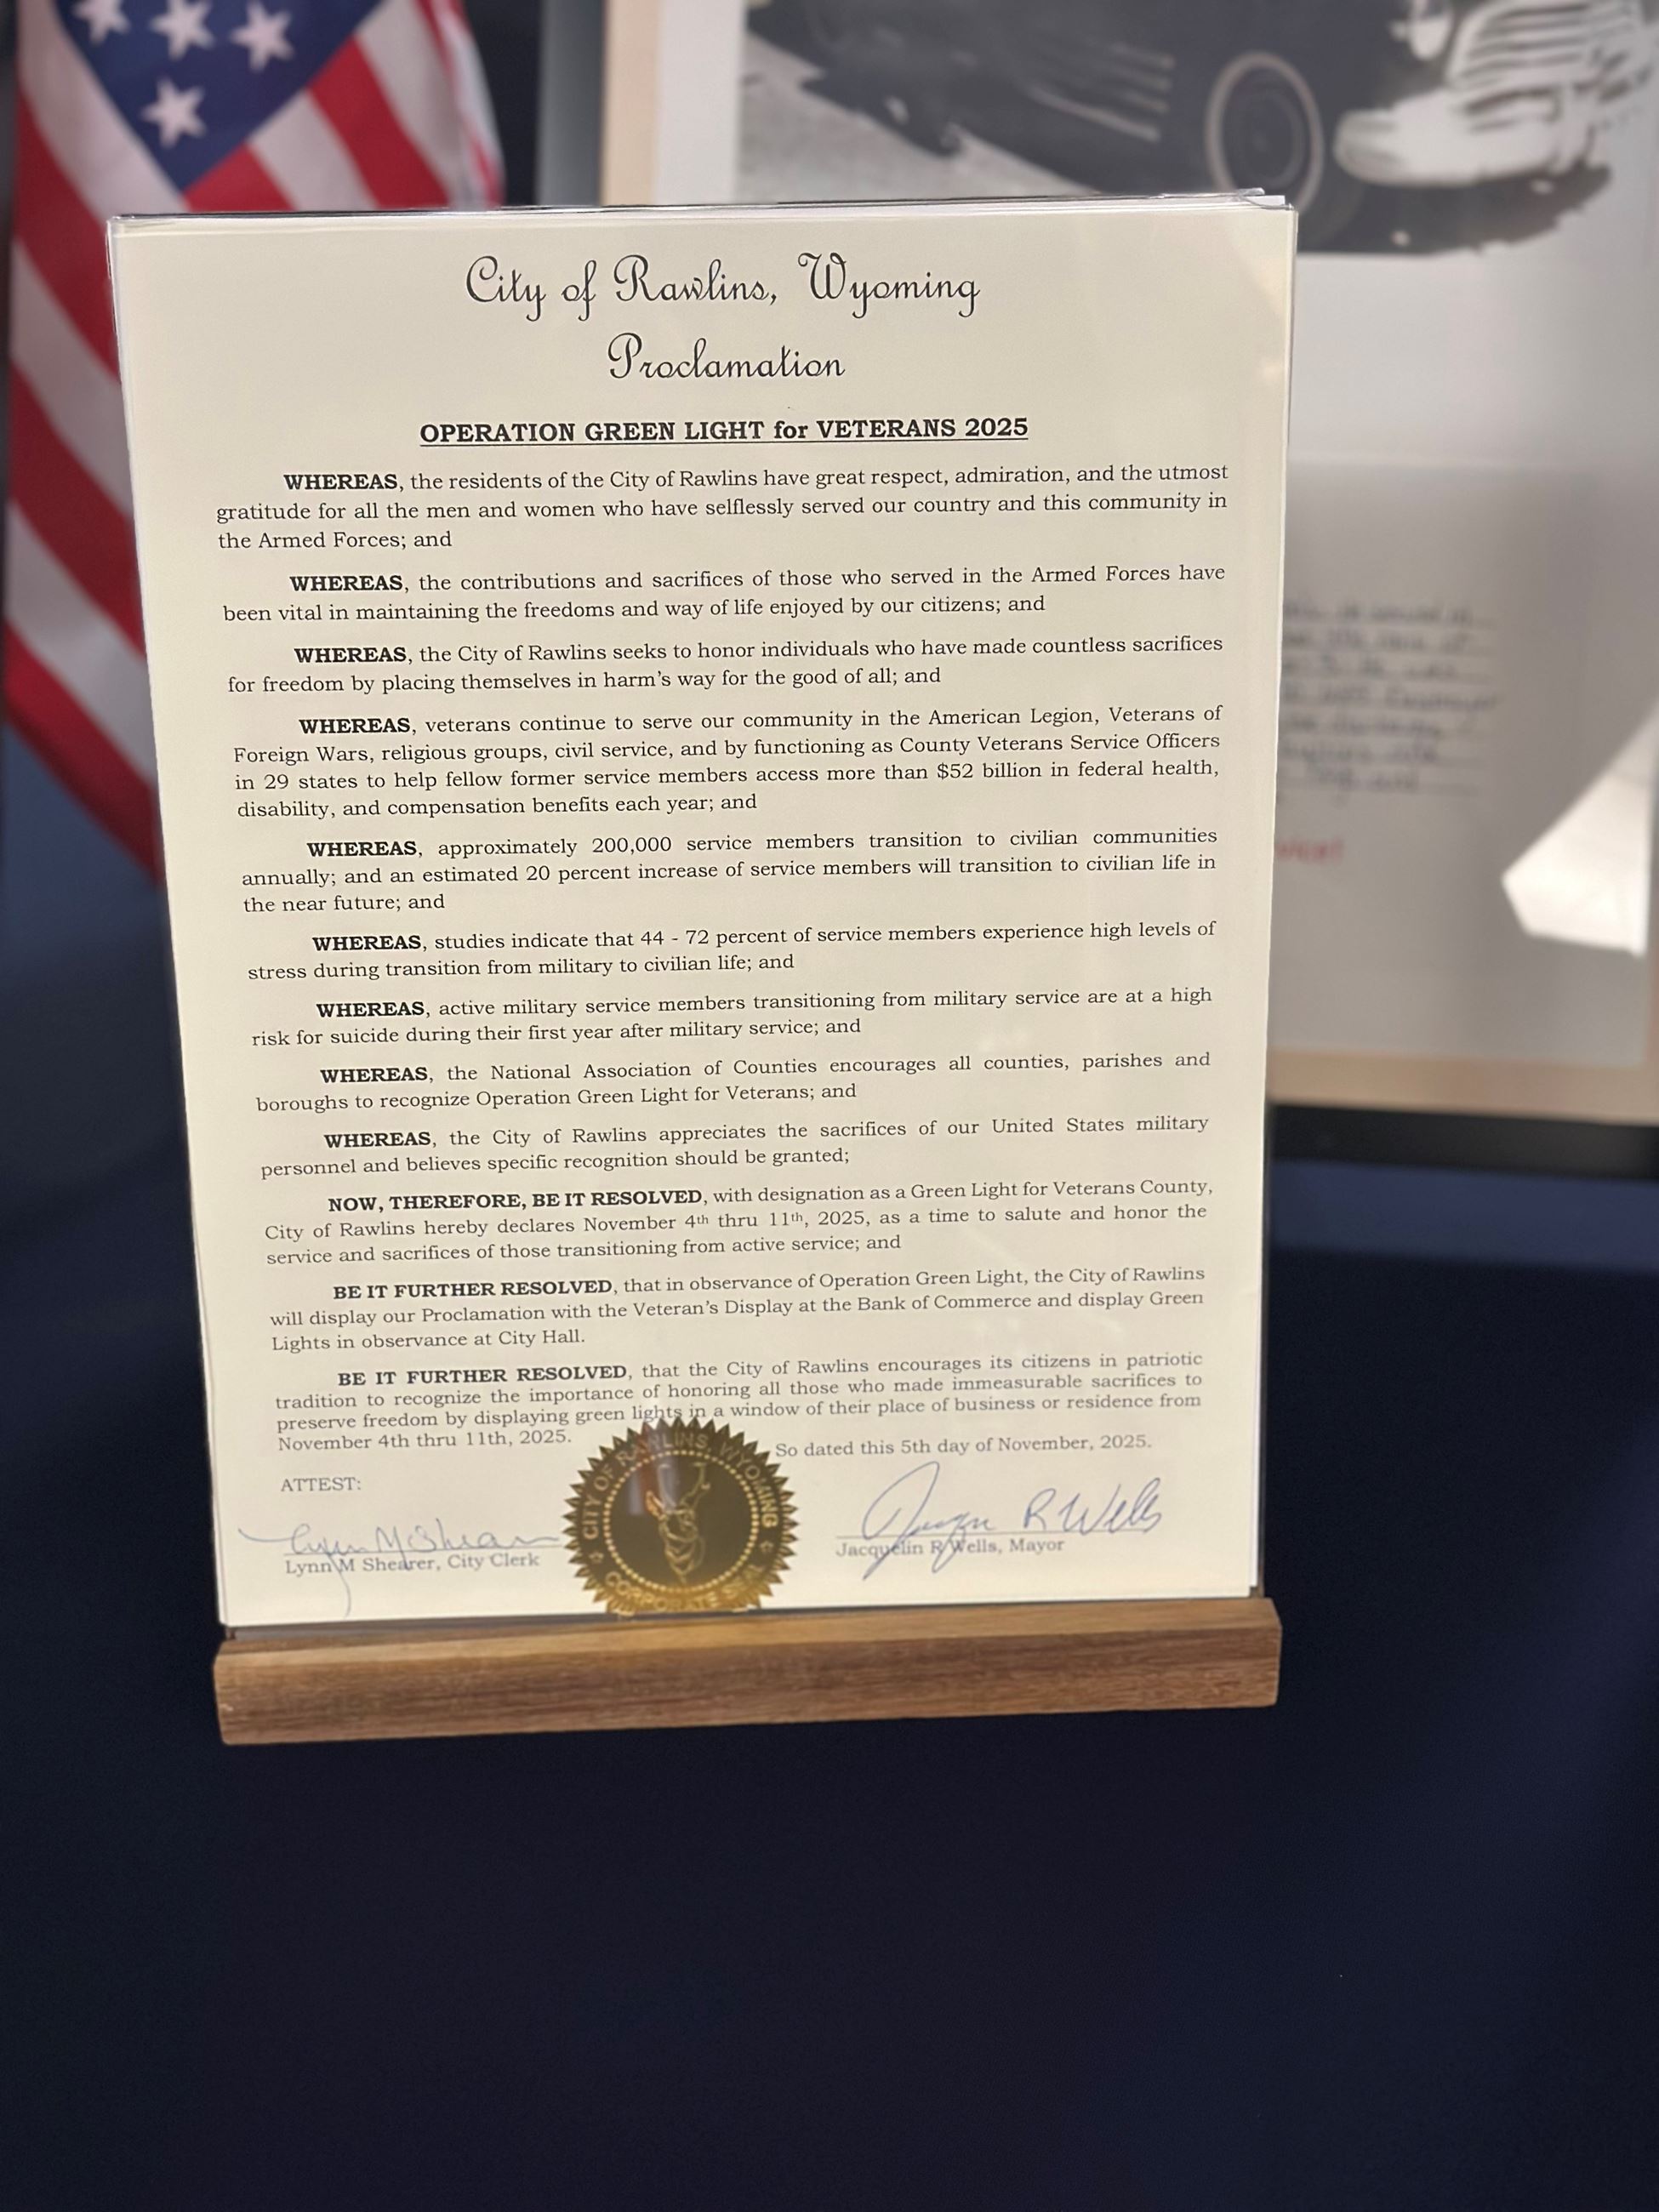 City of Rawlins, Wyoming
Proclamation
OPERATION GREEN LIGHT for VETERANS 2025
WHEREAS, the residents of the City of Rawlins have great respect, admiration, and the utmost
gratitude for all the men and women who have selflessly served our country and this community in
the Armed Forces; and
WHEREAS, the contributions and sacrifices of those who served in the Armed Forces have
been vital in maintaining the freedoms and way of life enjoyed by our citizens; and
WHEREAS, the City of Rawlins seeks to honor individuals who have made countless sacrifices
for freedom by placing themselves in harm's way for the good of all; and
WHEREAS, veterans continue to serve our community in the American Legion, Veterans of
Foreign Wars, religious groups, civil service, and by functioning as County Veterans Service Officers
in 29 states to help fellow former service members access more than $52 billion in federal health,
disability, and compensation benefits each year; and
WHEREAS, approximately 200,000 service members transition to civilian communities
annually; and an estimated 20 percent increase of service members will transition to civilian life in
the near future; and
WHEREAS, studies indicate that 44 - 72 percent of service members experience high levels of
stress during transition from military to civilian life; and
WHEREAS, active military service members transitioning from military service are at a high
risk for suicide during their first year after military service; and
WHEREAS, the National Association of Counties encourages all counties, parishes and
boroughs to recognize Operation Green Light for Veterans; and
WHEREAS, the City of Rawlins appreciates the sacrifices of our United States military
personnel and believes specific recognition should be granted;
NOW, THEREFORE, BE IT RESOLVED, with designation as a Green Light for Veterans County,
City of Rawlins hereby declares November 4th thru 11th, 2025, as a time to salute and honor the
service and sacrifices of those transitioning from active service; and
BE IT FURTHER RESOLVED, that in observance of Operation Green Light, the City of Rawlins
will display our Proclamation with the Veteran's Display at the Bank of Commerce and display Green
Lights in observance at City Hall.
BE IT FURTHER RESOLVED, that the City of Rawlins encourages its citizens in patriotic
tradition to recognize the importance of honoring all those who made immeasurable sacrifices to
preserve freedom by displaying green lights in a window of their place of business or residence from
November 4th thru 11th, 2025.
So dated this 5th day of November, 2025.
ATTEST:
Lynn M Shearer, City Clerk
CITY OF RAWLINS, WYOMING
CORPORATE SEAL
R Wells
Jacquelin R Wells, Mayor